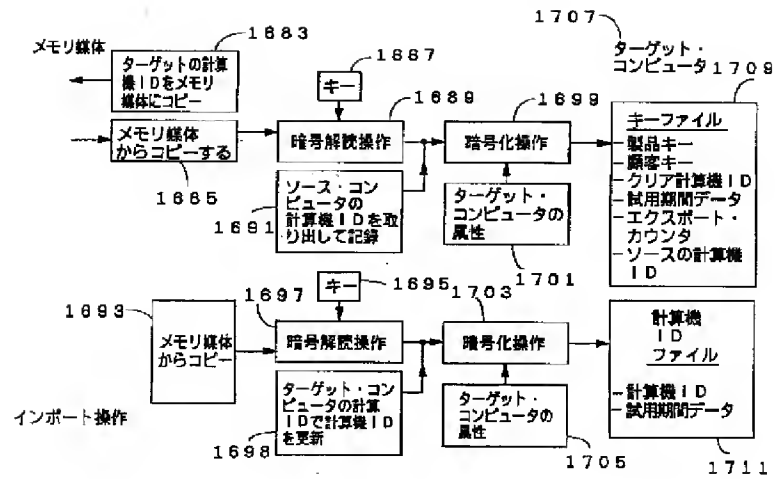 メモリ媒体
1683
ターゲットの計算
機IDをメモリ
媒体にコピー
1687
キー
1689
1699
1707
ターゲット・
コンピュータ
1709
メモリ媒体
からコピーする
1685
暗号解読操作
暗号化操作
ソース・コン
ピュータの
計算機IDを取
り出して記録
1691
ターゲット・
コンピュータの
属性
1701
キーファイル
製品キー
顧客キー
クリア計算機ID
試用期間データ
エクスポート・
カウンタ
ソースの計算機
ID
1693
メモリ媒体
からコピー
1697
キー
1695
1703
暗号解読操作
暗号化操作
ターゲット・コン
ピュータの計算
IDで計算機ID
を更新
1698
ターゲット・
コンピュータの
属性
1705
計算機
ID
ファイル
計算機ID
試用期間データ
1711
インポート操作